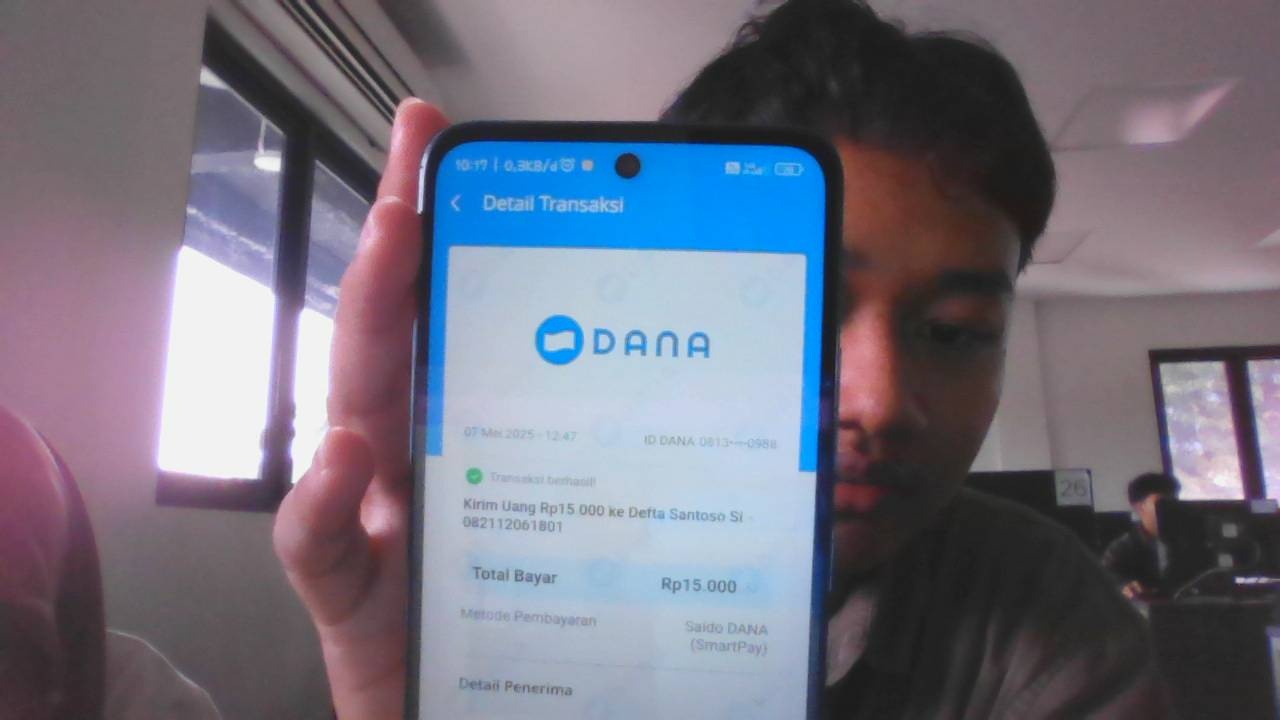 10:17 | 0,3KB/d
Detail Transaksi
DANA
07 Mei 2025 - 12.47
ID DANA 0813····0988
Transaksi berhasil!
Kirim Uang Rp15.000 ke Defta Santoso Si -
082112061801
Total Bayar Rp15.000
Metode Pembayaran Saldo DANA
(SmartPay)
Detail Penerima
26